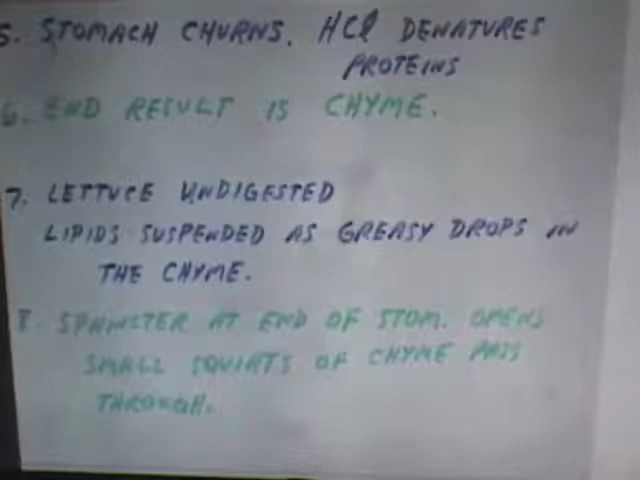 5. STOMACH CHURNS. HCl DENATURES
PROTEINS
6. END RESULT IS CHYME.
7. LETTUCE UNDIGESTED
LIPIDS SUSPENDED AS GREASY DROPS IN
THE CHYME.
8. AT END OF STOM. OPENS
SMALL SQUIRTS OF CHYME PASS
THROUGH.